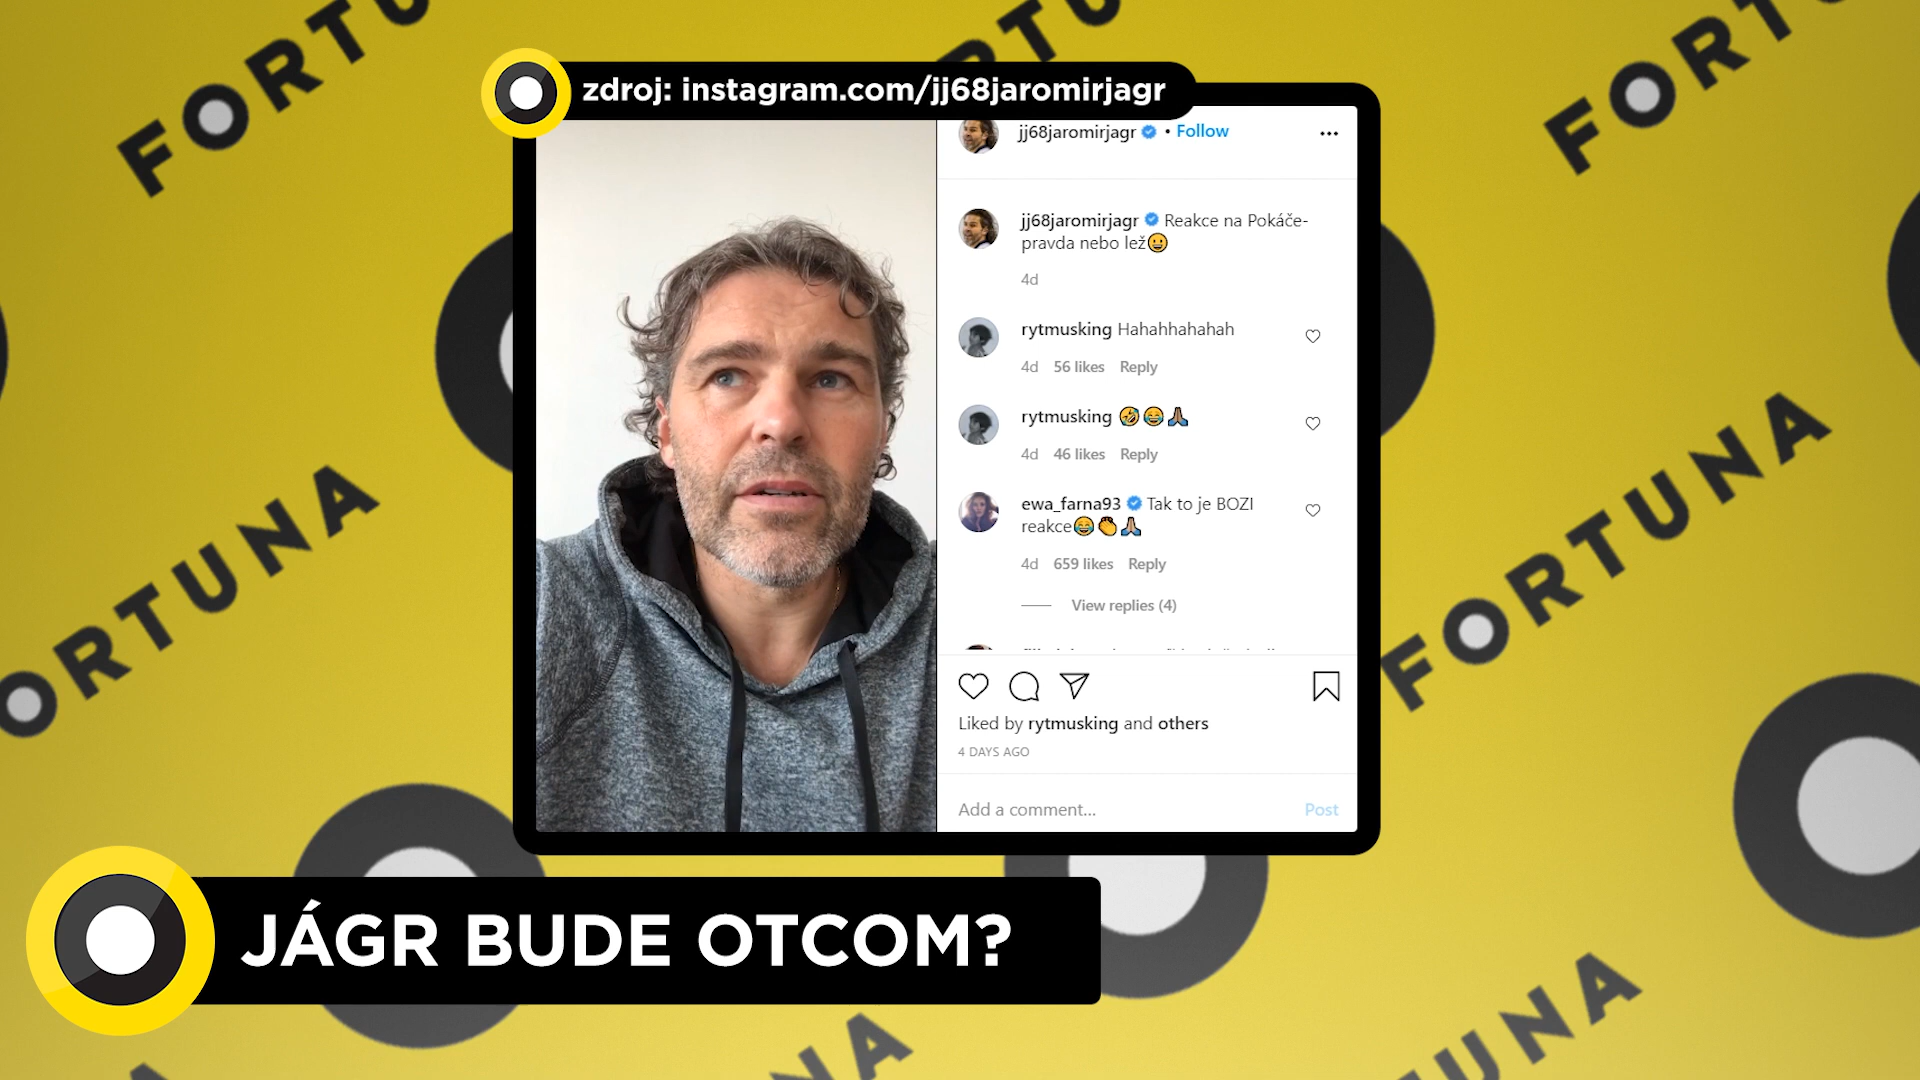 FORTUNA
FORTU
FORTU
zdroj: instagram.com/jj68jaromirjagr
jj68jaromirjagr • Follow
jj68jaromirjagr Reakce na Pokáče-
pravda nebo lež😀
4d
rytmusking Hahahhahahah
4d 56 likes Reply
rytmusking 🤣😂🙏🏽
4d 46 likes Reply
ewa_farna93 Tak to je BOZI
reakce😂👏🙏🏽
4d 659 likes Reply
View replies (4)
Liked by rytmusking and others
4 DAYS AGO
Add a comment... Post
FORTUNA
JÁGR BUDE OTCOM?
UNA
NA